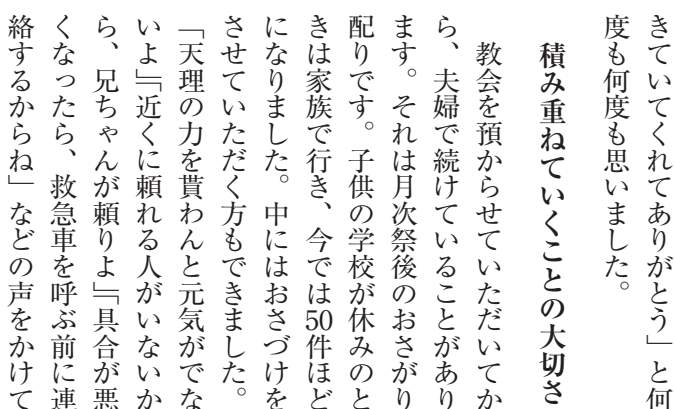 きていてくれてありがとう」と何
度も何度も思いました。
積み重ねていくことの大切さ
教会を預からせていただいてか
ら、夫婦で続けていることがあり
ます。それは月次祭後のおさがり
配りです。子供の学校が休みのと
きは家族で行き、今では50件ほど
になりました。中にはおさづけを
させていただく方もできました。
「天理の力を貰わんと元気がでな
いよ」「近くに頼れる人がいないか
ら、兄ちゃんが頼りよ」「具合が悪
くなったら、救急車を呼ぶ前に連
絡するからね」などの声をかけて